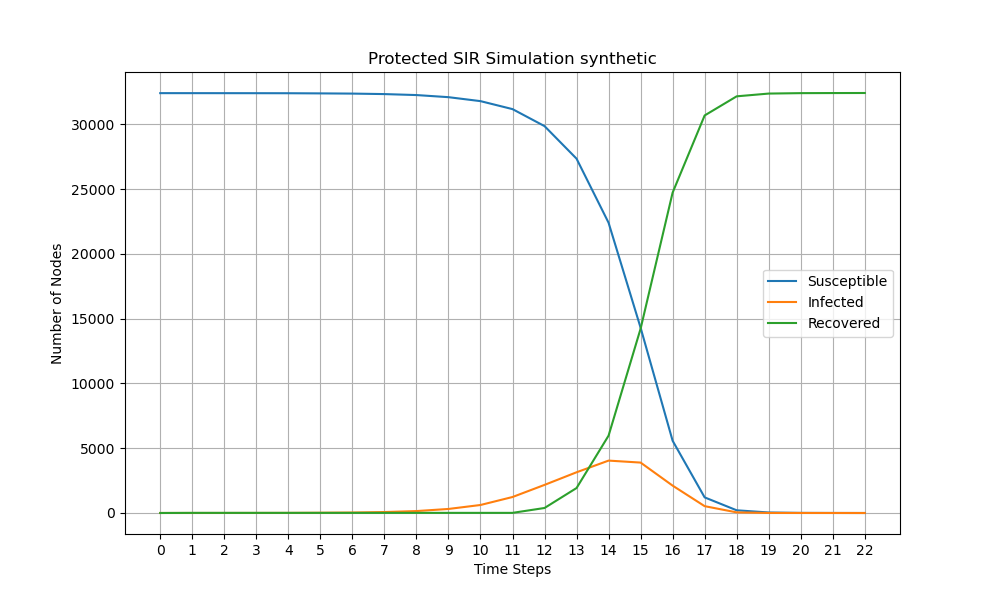 Protected SIR Simulation synthetic
Number of Nodes
30000
25000
20000
15000
10000
5000
0
Susceptible
Infected
Recovered
0 1 2 3 4 5 6 7 8 9 10 11 12 13 14 15 16 17 18 19 20 21 22
Time Steps